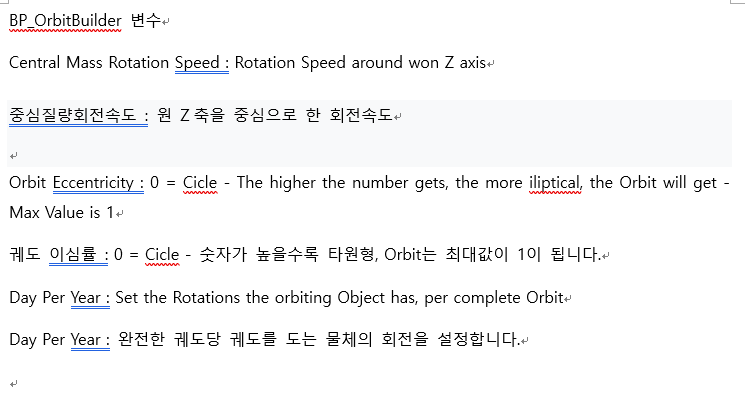 BP_OrbitBuilder 변수
Central Mass Rotation Speed : Rotation Speed around won Z axis
중심질량회전속도 : 원 Z 축을 중심으로 한 회전속도
Orbit Eccentricity : 0 = Cicle - The higher the number gets, the more iliptical, the Orbit will get -
Max Value is 1
궤도 이심률 : 0 = Cicle - 숫자가 높을수록 타원형, Orbit는 최대값이 1이 됩니다.
Day Per Year : Set the Rotations the orbiting Object has, per complete Orbit
Day Per Year : 완전한 궤도당 궤도를 도는 물체의 회전을 설정합니다.